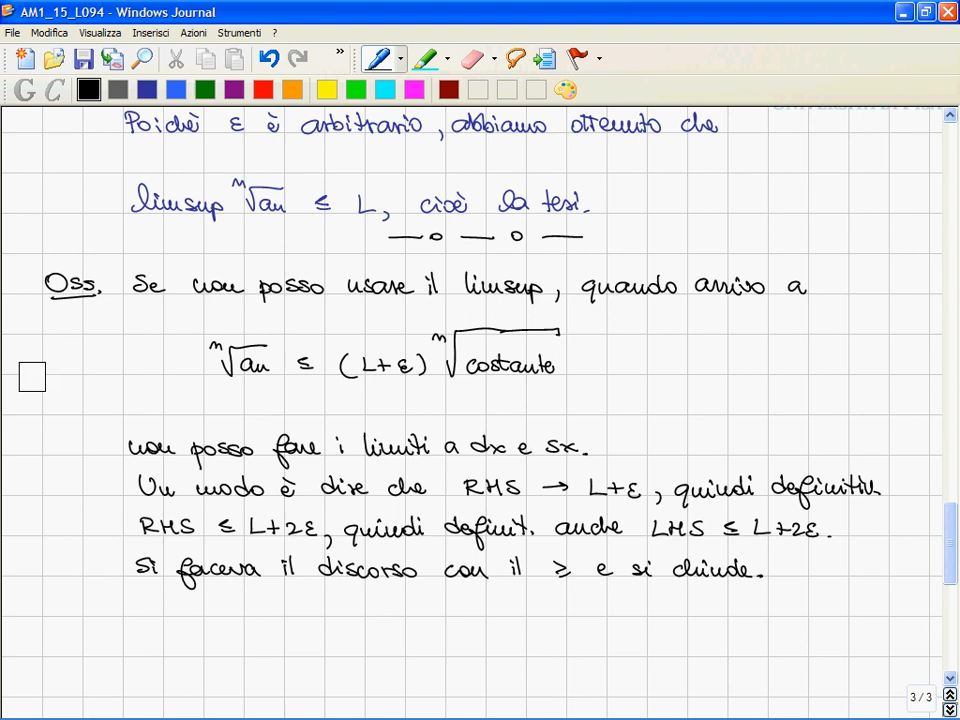 AM1_15_L094 - Windows Journal
File Modifica Visualizza Inserisci Azioni Strumenti ?
»
G C
Poiché ε è arbitrario, abbiamo ottenuto che
limsup ⁿ√an ≤ L, cioè la tesi.
— o — o —
Oss. Se non posso usare il limsup, quando arrivo a
ⁿ√an ≤ (L+ε) ⁿ√costante
non posso fare i limiti a dx e sx.
Un modo è dire che RHS → L+ε, quindi definitiv.
RHS ≤ L+2ε, quindi definit. anche LHS ≤ L+2ε.
Si faceva il discorso con il ≥ e si chiude.
3 / 3